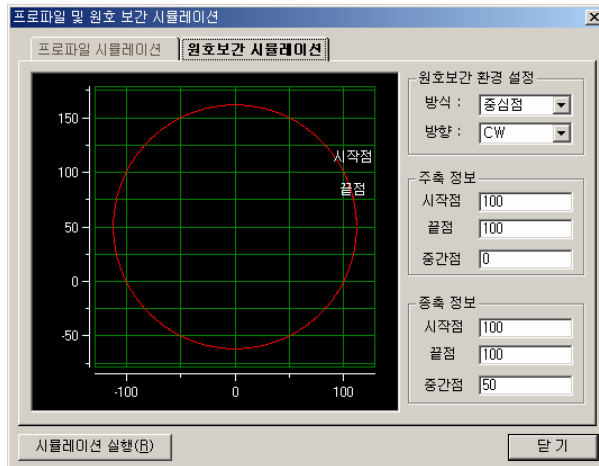 프로파일 및 원호 보간 시뮬레이션
프로파일 시뮬레이션
원호보간 시뮬레이션
150
100
50
0
-50
-100
0
100
시작점
끝점
원호보간 환경 설정
방식 : 중심점
방향 : CW
주축 정보
시작점 100
끝점 100
중간점 0
종축 정보
시작점 100
끝점 100
중간점 50
시뮬레이션 실행(R)
닫 기